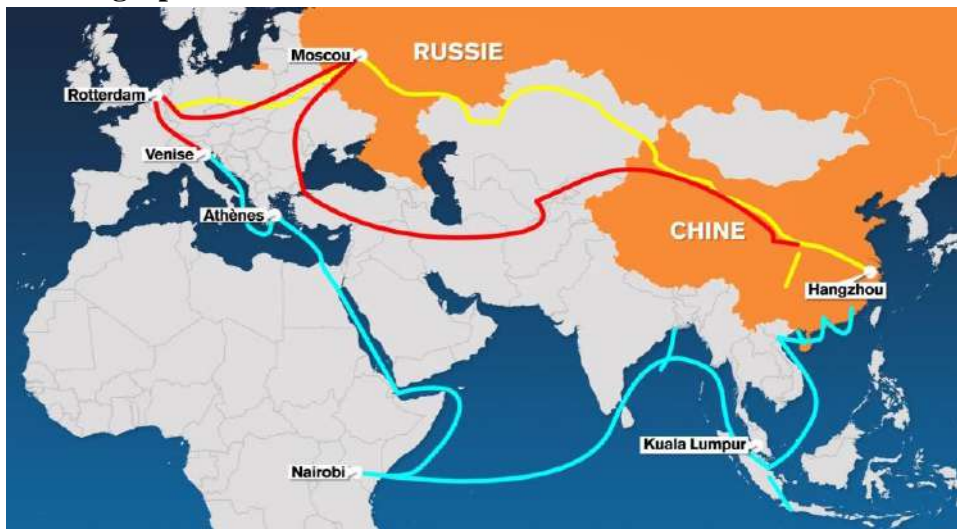 Moscou
RUSSIE
Rotterdam
Venise
Athènes
CHINE
Hangzhou
Kuala Lumpur
Nairobi